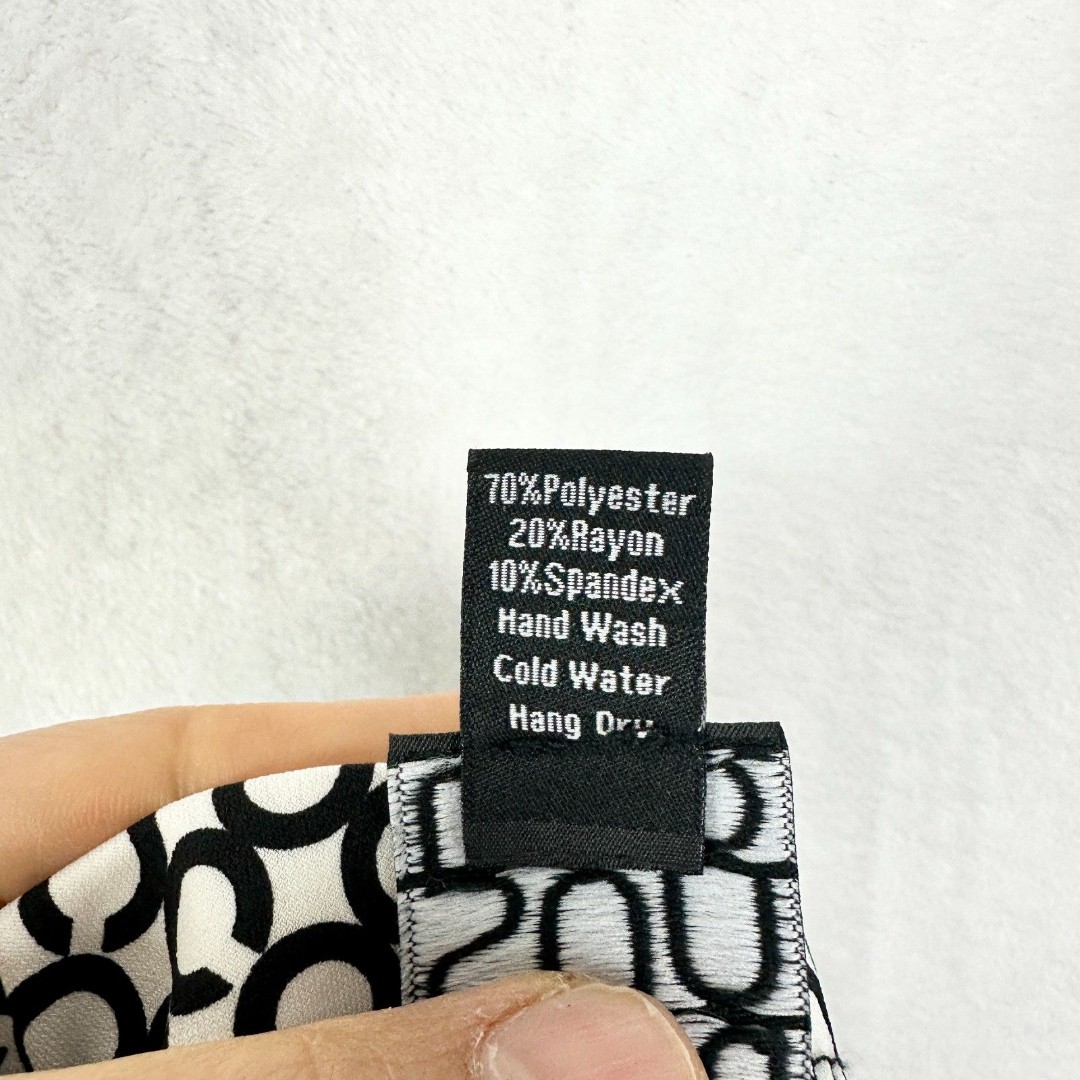 70%Polyester
20%Rayon
10%Spandex
Hand Wash
Cold Water
Hang Dry